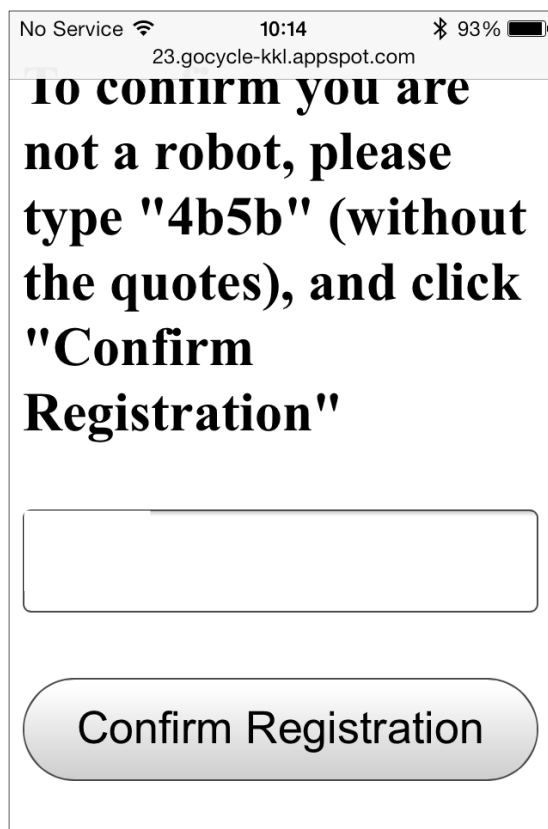 No Service 10:14 93%
23.gocycle-kkl.appspot.com
To confirm you are
not a robot, please
type "4b5b" (without
the quotes), and click
"Confirm
Registration"
Confirm Registration